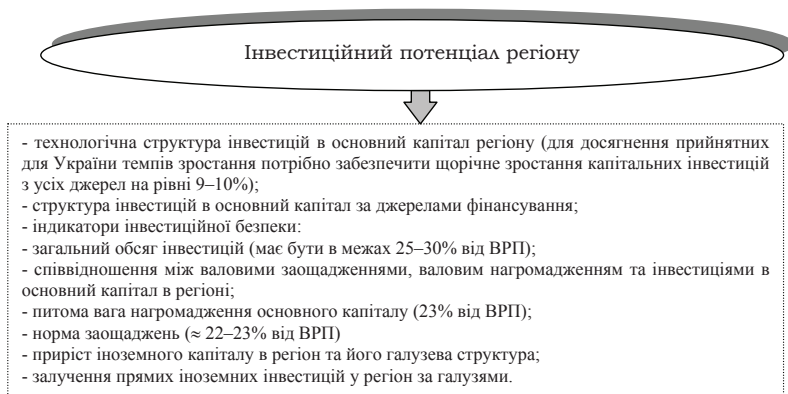 Інвестиційний потенціал регіону
- технологічна структура інвестицій в основний капітал регіону (для досягнення прийнятних
для України темпів зростання потрібно забезпечити щорічне зростання капітальних інвестицій
з усіх джерел на рівні 9–10%);
- структура інвестицій в основний капітал за джерелами фінансування;
- індикатори інвестиційної безпеки:
- загальний обсяг інвестицій (має бути в межах 25–30% від ВРП);
- співвідношення між валовими заощадженнями, валовим нагромадженням та інвестиціями в
основний капітал в регіоні;
- питома вага нагромадження основного капіталу (23% від ВРП);
- норма заощаджень (≈ 22–23% від ВРП)
- приріст іноземного капіталу в регіон та його галузева структура;
- залучення прямих іноземних інвестицій у регіон за галузями.